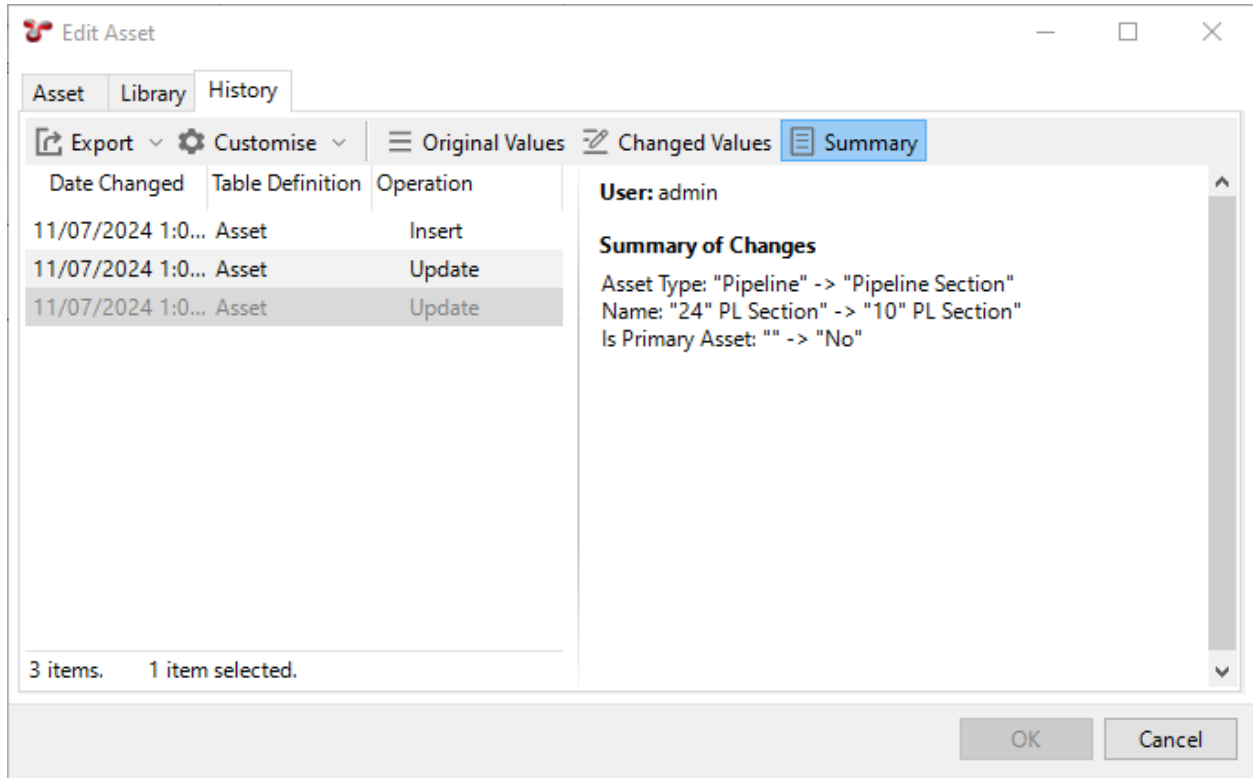 Edit Asset
Asset Library History
Export Customise Original Values Changed Values Summary
Date Changed Table Definition Operation
11/07/2024 1:0... Asset Insert
11/07/2024 1:0... Asset Update
11/07/2024 1:0... Asset Update
3 items. 1 item selected.
User: admin
Summary of Changes
Asset Type: "Pipeline" -> "Pipeline Section"
Name: "24" PL Section" -> "10" PL Section"
Is Primary Asset: "" -> "No"
OK Cancel